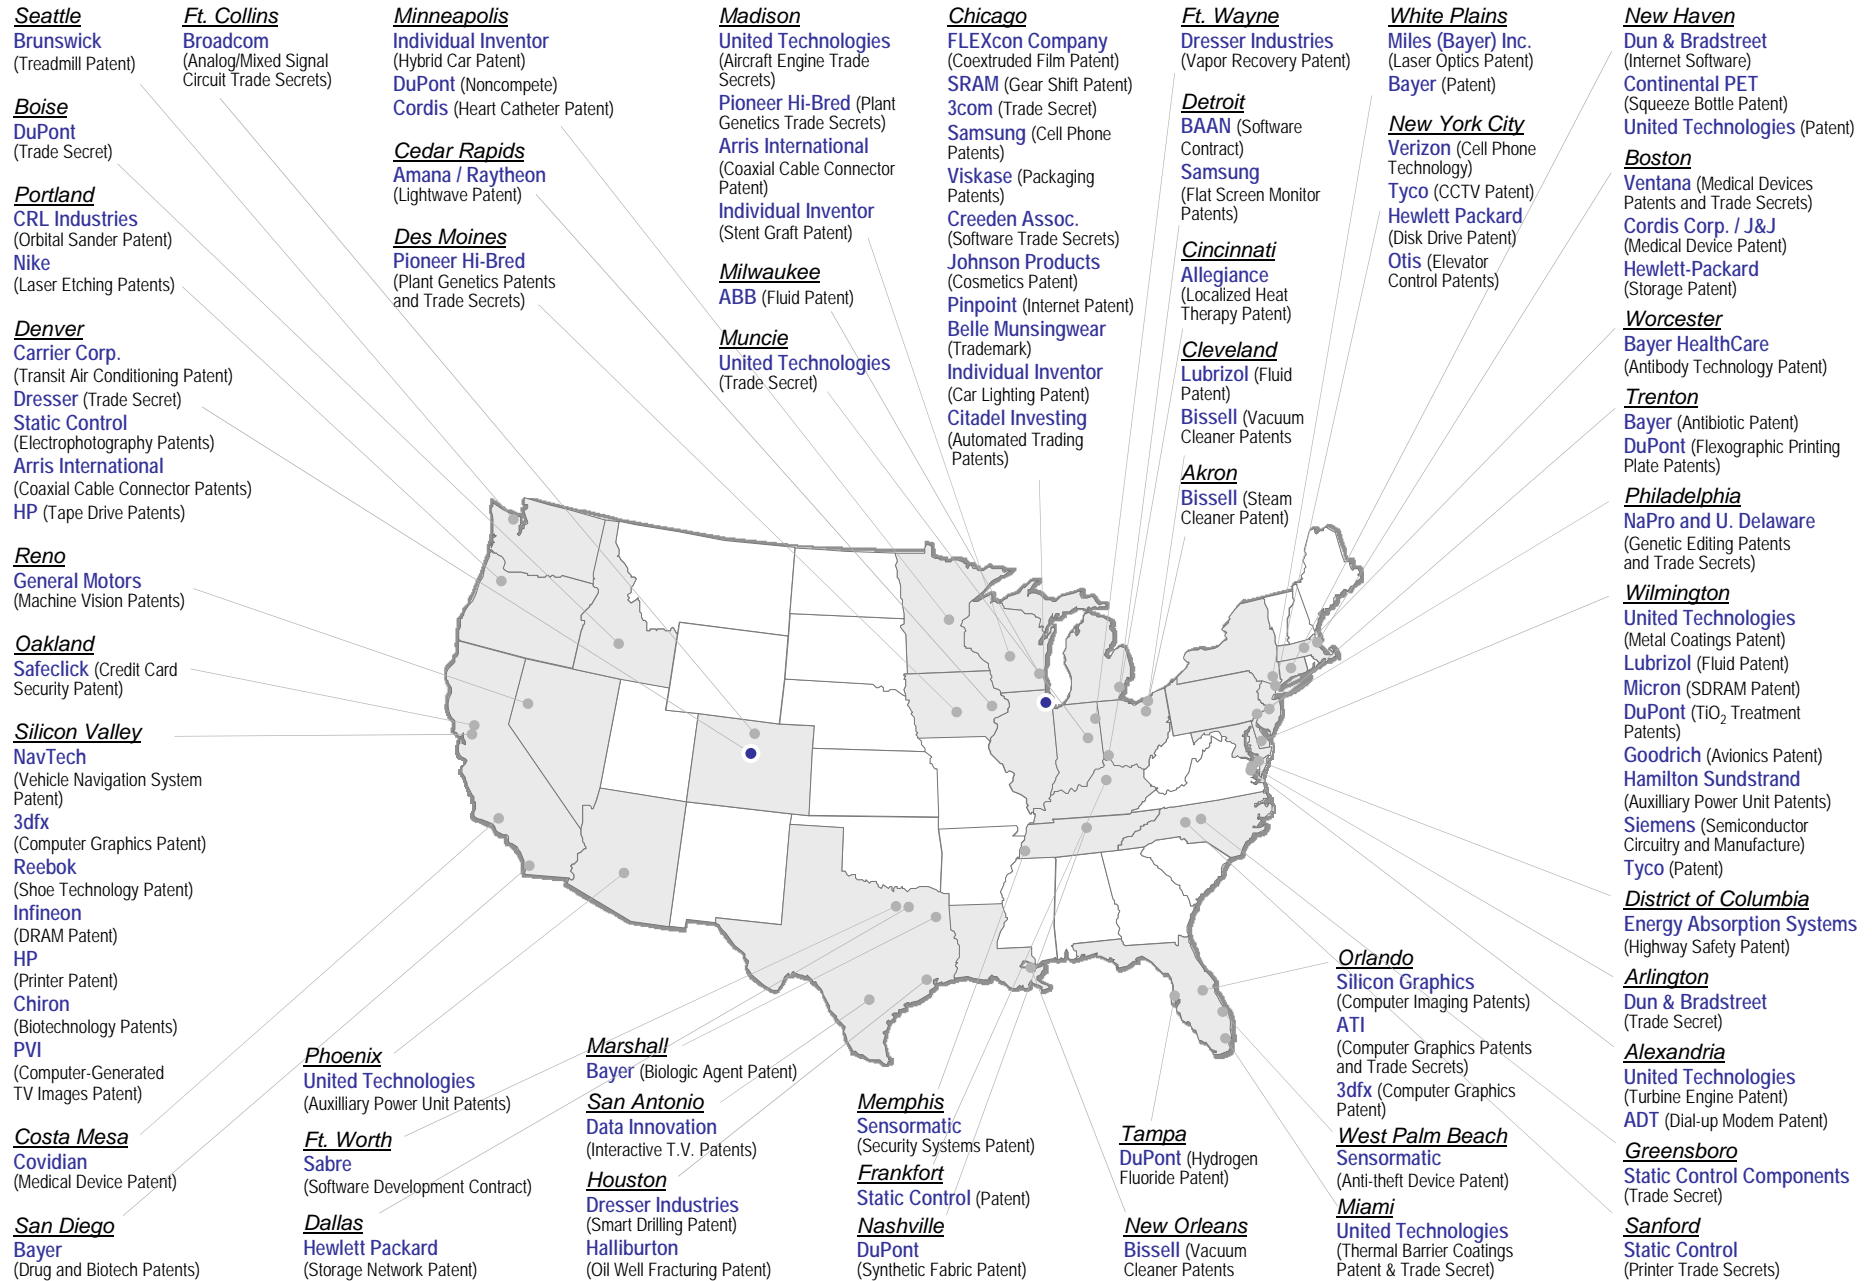 Seattle
Brunswick
(Treadmill Patent)
Boise
DuPont
(Trade Secret)
Portland
CRL Industries
(Orbital Sander Patent)
Nike
(Laser Etching Patents)
Denver
Carrier Corp.
(Transit Air Conditioning Patent)
Dresser (Trade Secret)
Static Control
(Electrophotography Patents)
Arris International
(Coaxial Cable Connector Patents)
HP (Tape Drive Patents)
Reno
General Motors
(Machine Vision Patents)
Oakland
Safeclick (Credit Card
Security Patent)
Silicon Valley
NavTech
(Vehicle Navigation System
Patent)
3dfx
(Computer Graphics Patent)
Reebok
(Shoe Technology Patent)
Infineon
(DRAM Patent)
HP
(Printer Patent)
Chiron
(Biotechnology Patents)
PVI
(Computer-Generated
TV Images Patent)
Costa Mesa
Covidian
(Medical Device Patent)
San Diego
Bayer
(Drug and Biotech Patents)
Ft. Collins
Broadcom
(Analog/Mixed Signal
Circuit Trade Secrets)
Minneapolis
Individual Inventor
(Hybrid Car Patent)
DuPont (Noncompete)
Cordis (Heart Catheter Patent)
Cedar Rapids
Amana / Raytheon
(Lightwave Patent)
Des Moines
Pioneer Hi-Bred
(Plant Genetics Patents
and Trade Secrets)
Madison
United Technologies
(Aircraft Engine Trade
Secrets)
Pioneer Hi-Bred (Plant
Genetics Trade Secrets)
Arris International
(Coaxial Cable Connector
Patent)
Individual Inventor
(Stent Graft Patent)
Milwaukee
ABB (Fluid Patent)
Muncie
United Technologies
(Trade Secret)
Chicago
FLEXcon Company
(Coextruded Film Patent)
SRAM (Gear Shift Patent)
3com (Trade Secret)
Samsung (Cell Phone
Patents)
Viskase (Packaging
Patents)
Creeden Assoc.
(Software Trade Secrets)
Johnson Products
(Cosmetics Patent)
Pinpoint (Internet Patent)
Belle Munsingwear
(Trademark)
Individual Inventor
(Car Lighting Patent)
Citadel Investing
(Automated Trading
Patents)
Ft. Wayne
Dresser Industries
(Vapor Recovery Patent)
Detroit
BAAN (Software
Contract)
Samsung
(Flat Screen Monitor
Patents)
Cincinnati
Allegiance
(Localized Heat
Therapy Patent)
Cleveland
Lubrizol (Fluid
Patent)
Bissell (Vacuum
Cleaner Patents
Akron
Bissell (Steam
Cleaner Patent)
White Plains
Miles (Bayer) Inc.
(Laser Optics Patent)
Bayer (Patent)
New York City
Verizon (Cell Phone
Technology)
Tyco (CCTV Patent)
Hewlett Packard
(Disk Drive Patent)
Otis (Elevator
Control Patents)
New Haven
Dun & Bradstreet
(Internet Software)
Continental PET
(Squeeze Bottle Patent)
United Technologies (Patent)
Boston
Ventana (Medical Devices
Patents and Trade Secrets)
Cordis Corp. / J&J
(Medical Device Patent)
Hewlett-Packard
(Storage Patent)
Worcester
Bayer HealthCare
(Antibody Technology Patent)
Trenton
Bayer (Antibiotic Patent)
DuPont (Flexographic Printing
Plate Patents)
Philadelphia
NaPro and U. Delaware
(Genetic Editing Patents
and Trade Secrets)
Wilmington
United Technologies
(Metal Coatings Patent)
Lubrizol (Fluid Patent)
Micron (SDRAM Patent)
DuPont (TiO2 Treatment
Patents)
Goodrich (Avionics Patent)
Hamilton Sundstrand
(Auxilliary Power Unit Patents)
Siemens (Semiconductor
Circuitry and Manufacture)
Tyco (Patent)
District of Columbia
Energy Absorption Systems
(Highway Safety Patent)
Arlington
Dun & Bradstreet
(Trade Secret)
Alexandria
United Technologies
(Turbine Engine Patent)
ADT (Dial-up Modem Patent)
Greensboro
Static Control Components
(Trade Secret)
Sanford
Static Control
(Printer Trade Secrets)
Phoenix
United Technologies
(Auxilliary Power Unit Patents)
Ft. Worth
Sabre
(Software Development Contract)
Dallas
Hewlett Packard
(Storage Network Patent)
Marshall
Bayer (Biologic Agent Patent)
San Antonio
Data Innovation
(Interactive T.V. Patents)
Houston
Dresser Industries
(Smart Drilling Patent)
Halliburton
(Oil Well Fracturing Patent)
Memphis
Sensormatic
(Security Systems Patent)
Frankfort
Static Control (Patent)
Nashville
DuPont
(Synthetic Fabric Patent)
Tampa
DuPont (Hydrogen
Fluoride Patent)
New Orleans
Bissell (Vacuum
Cleaner Patents
Orlando
Silicon Graphics
(Computer Imaging Patents)
ATI
(Computer Graphics Patents
and Trade Secrets)
3dfx (Computer Graphics
Patent)
West Palm Beach
Sensormatic
(Anti-theft Device Patent)
Miami
United Technologies
(Thermal Barrier Coatings
Patent & Trade Secret)